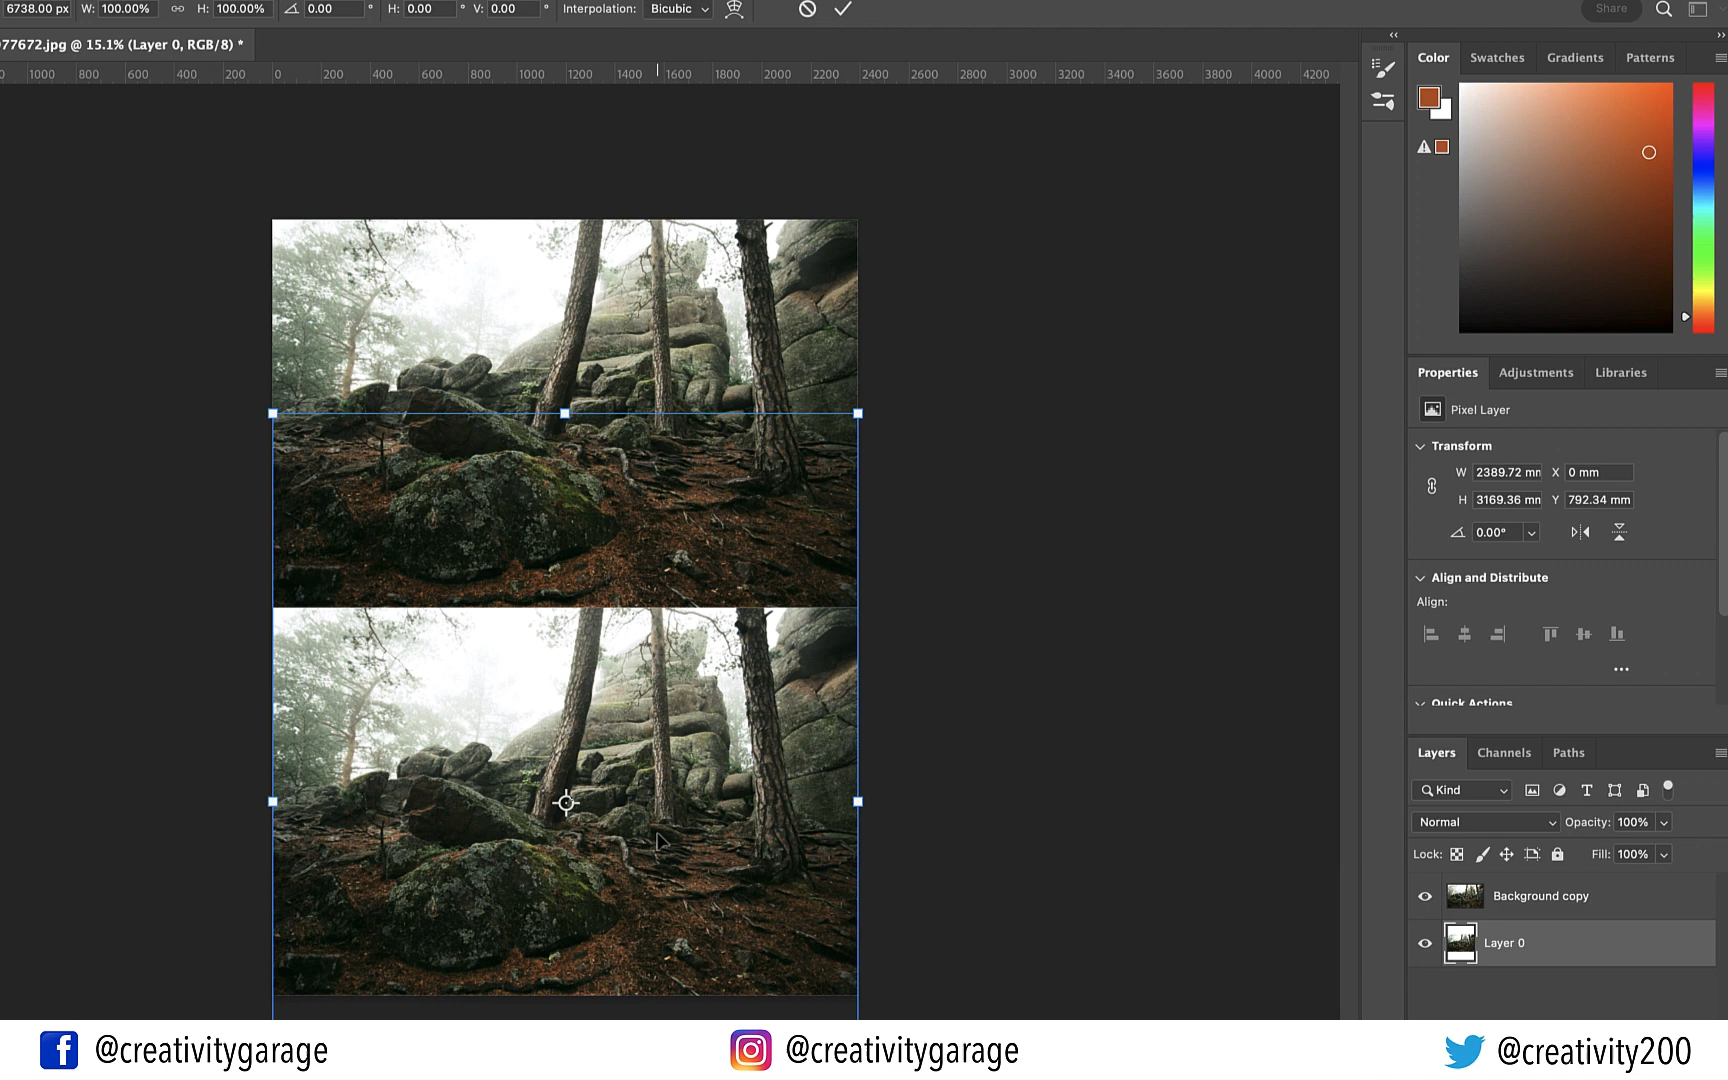 6738.00 px W: 100.00% H: 100.00% 0.00 ° H: 0.00 ° V: 0.00 ° Interpolation: Bicubic Share
77672.jpg @ 15.1% (Layer 0, RGB/8) *
0 1000 800 600 400 200 0 200 400 600 800 1000 1200 1400 1600 1800 2000 2200 2400 2600 2800 3000 3200 3400 3600 3800 4000 4200
Color Swatches Gradients Patterns
Properties Adjustments Libraries
Pixel Layer
Transform
W 2389.72 mm X 0 mm
H 3169.36 mm Y 792.34 mm
0.00°
Align and Distribute
Align:
Quick Actions
Layers Channels Paths
Kind
Normal Opacity: 100%
Lock: Fill: 100%
Background copy
Layer 0
@creativitygarage @creativitygarage @creativity200